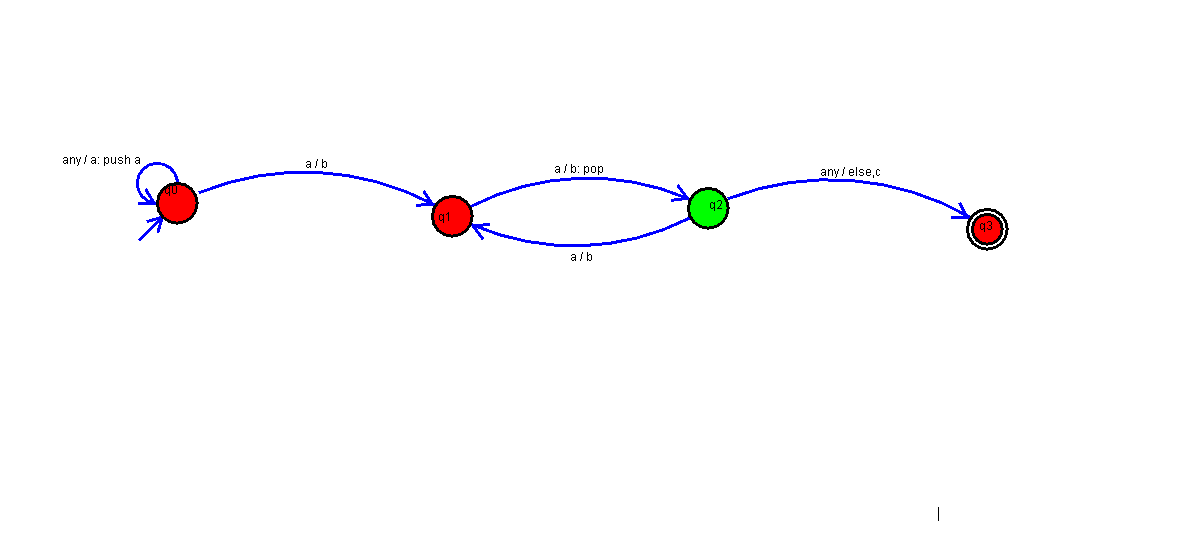 any / a: push a
q0
a / b
q1
a / b: pop
a / b
q2
any / else,c
q3